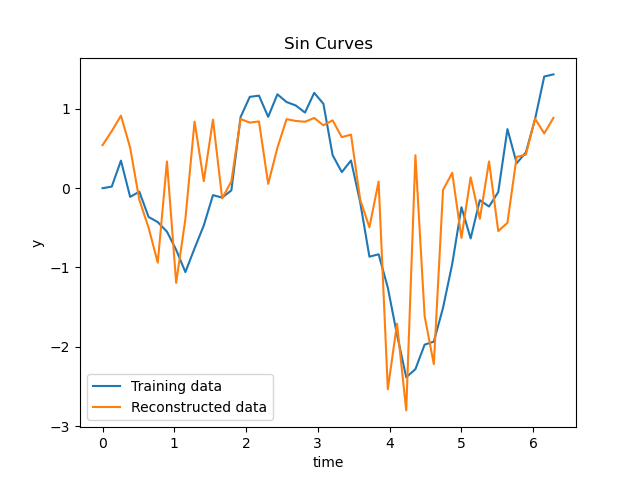 Sin Curves
y
1
0
−1
−2
−3
Training data
Reconstructed data
0 1 2 3 4 5 6
time